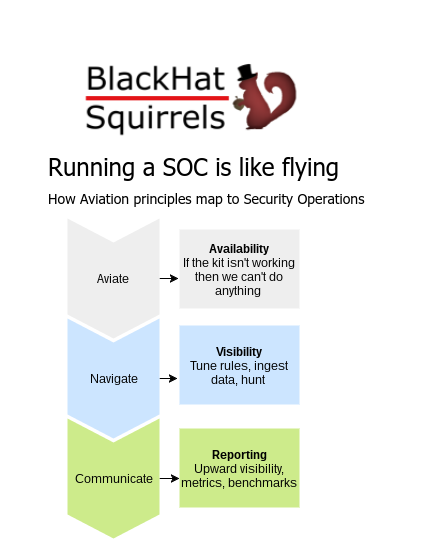 BlackHat
Squirrels
Running a SOC is like flying
How Aviation principles map to Security Operations
Aviate
Availability
If the kit isn't working
then we can't do
anything
Navigate
Visibility
Tune rules, ingest
data, hunt
Communicate
Reporting
Upward visibility,
metrics, benchmarks